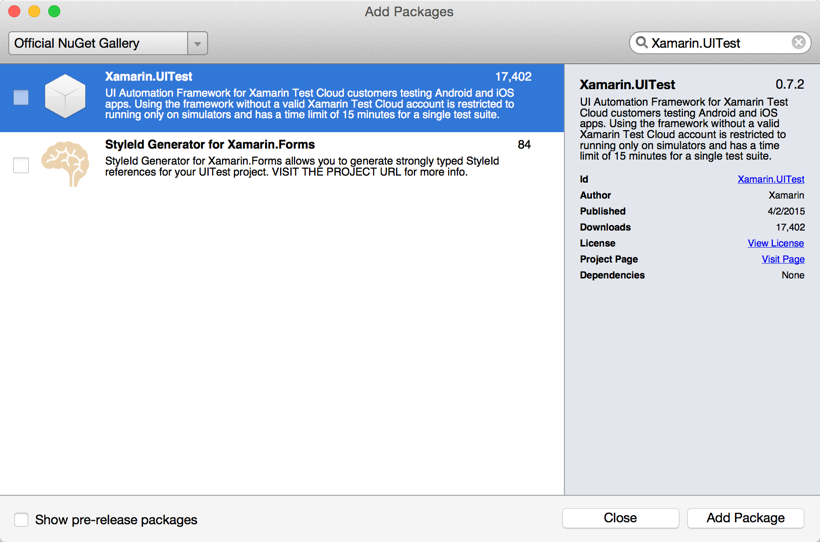 Add Packages
Official NuGet Gallery
Xamarin.UITest
Xamarin.UITest 17,402
UI Automation Framework for Xamarin Test Cloud customers testing Android and iOS
apps. Using the framework without a valid Xamarin Test Cloud account is restricted to
running only on simulators and has a time limit of 15 minutes for a single test suite.
StyleId Generator for Xamarin.Forms 84
StyleId Generator for Xamarin.Forms allows you to generate strongly typed StyleId
references for your UITest project. VISIT THE PROJECT URL for more info.
Xamarin.UITest 0.7.2
UI Automation Framework for Xamarin Test
Cloud customers testing Android and iOS
apps. Using the framework without a valid
Xamarin Test Cloud account is restricted to
running only on simulators and has a time
limit of 15 minutes for a single test suite.
Id Xamarin.UITest
Author Xamarin
Published 4/2/2015
Downloads 17,402
License View License
Project Page Visit Page
Dependencies None
Show pre-release packages
Close
Add Package